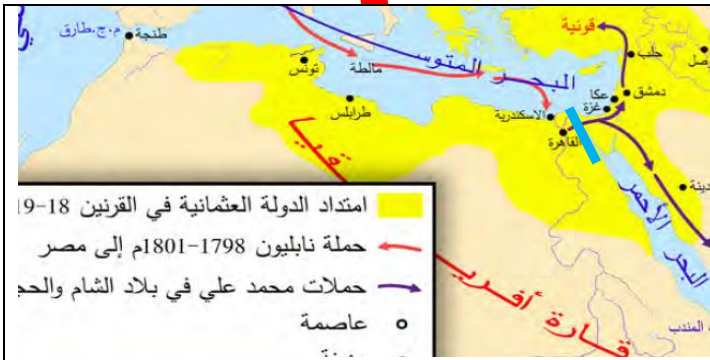 م.ج.طارق
طنجة
تونس
مالطة
طرابلس
البحر المتوسط
الاسكندرية
القاهرة
غزة
عكا
دمشق
حلب
قونية
البحر الأحمر
المندب
قارة أفريقيا
امتداد الدولة العثمانية في القرنين 18-19
حملة نابليون 1798-1801م إلى مصر
حملات محمد علي في بلاد الشام والحج
عاصمة